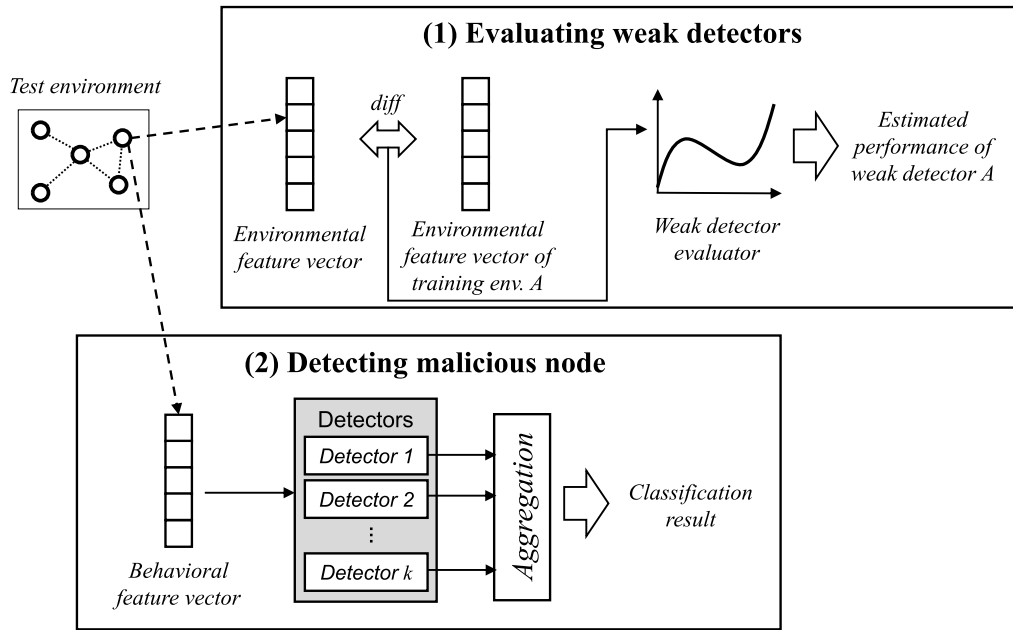 (1) Evaluating weak detectors
Test environment
diff
Estimated
performance of
weak detector A
Environmental
feature vector
Environmental
feature vector of
training env. A
Weak detector
evaluator
(2) Detecting malicious node
Detectors
Detector 1
Detector 2
⋮
Detector k
Aggregation
Classification
result
Behavioral
feature vector